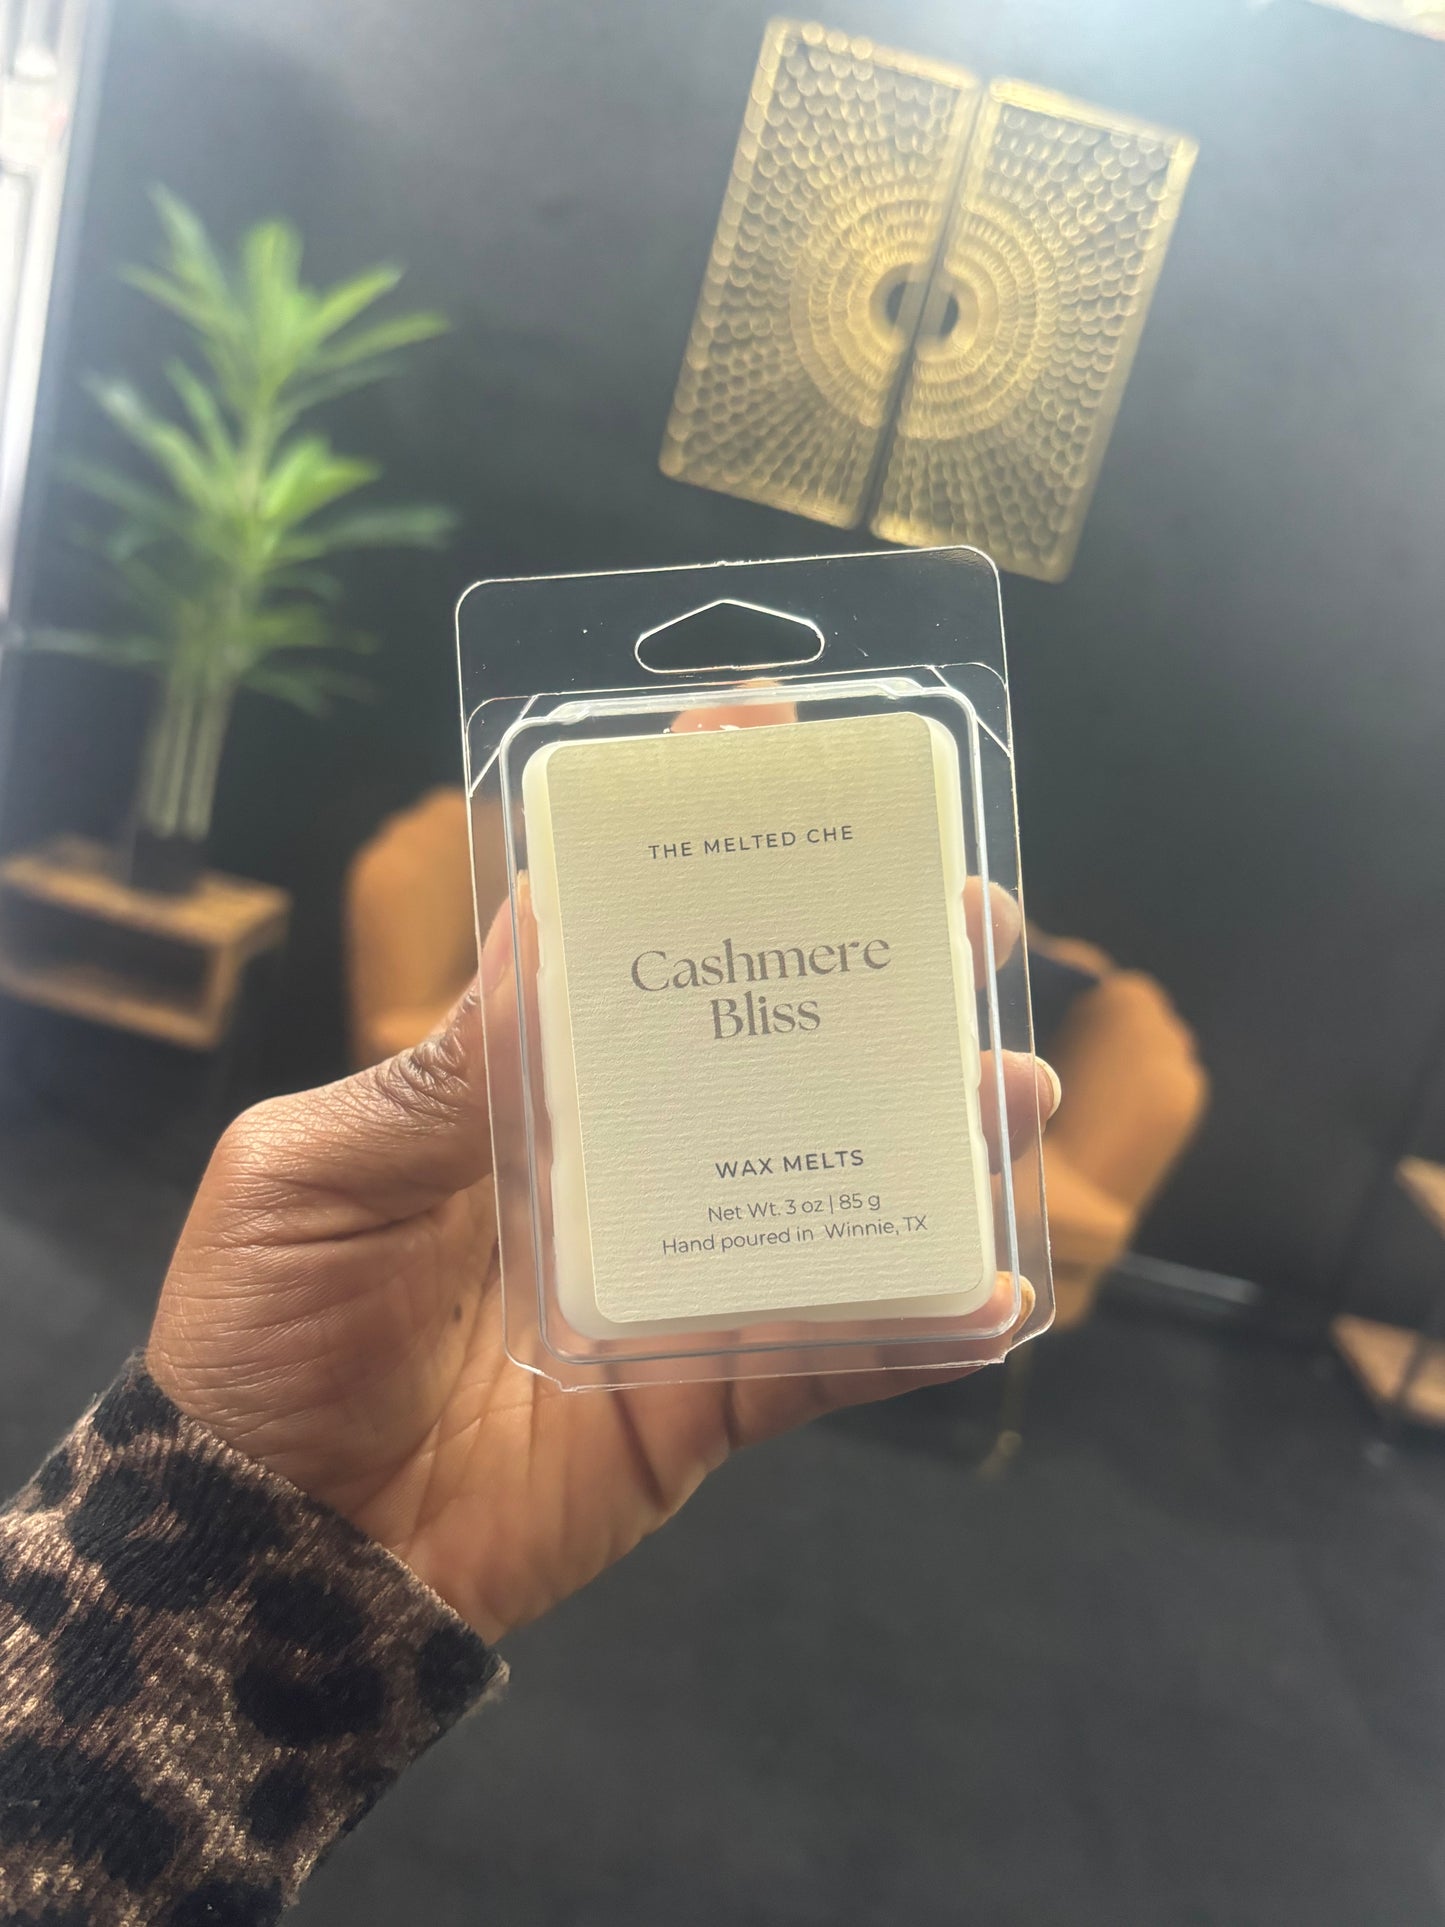 THE MELTED CHE
Cashmere
Bliss
WAX MELTS
Net Wt. 3 oz | 85 g
Hand poured in Winnie, TX